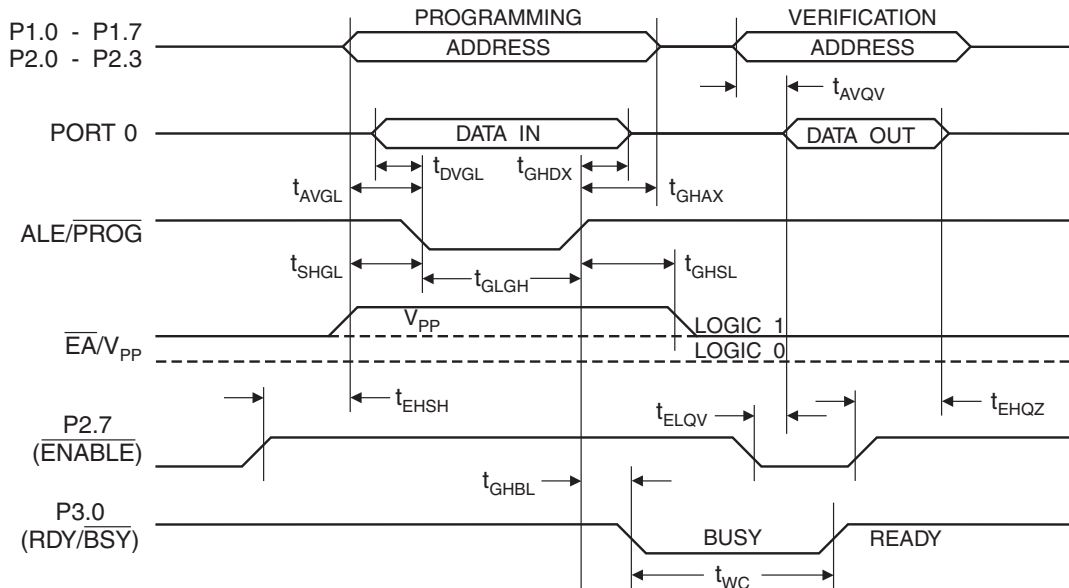 PROGRAMMING
VERIFICATION
P1.0 - P1.7
P2.0 - P2.3
ADDRESS
ADDRESS
tAVQV
PORT 0
DATA IN
DATA OUT
tDVGL
tGHDX
tAVGL
tGHAX
ALE/PROG
tSHGL
tGLGH
tGHSL
VPP
LOGIC 1
EA/VPP
LOGIC 0
tEHSH
tELQV
tEHQZ
P2.7
(ENABLE)
tGHBL
P3.0
(RDY/BSY)
BUSY
READY
tWC